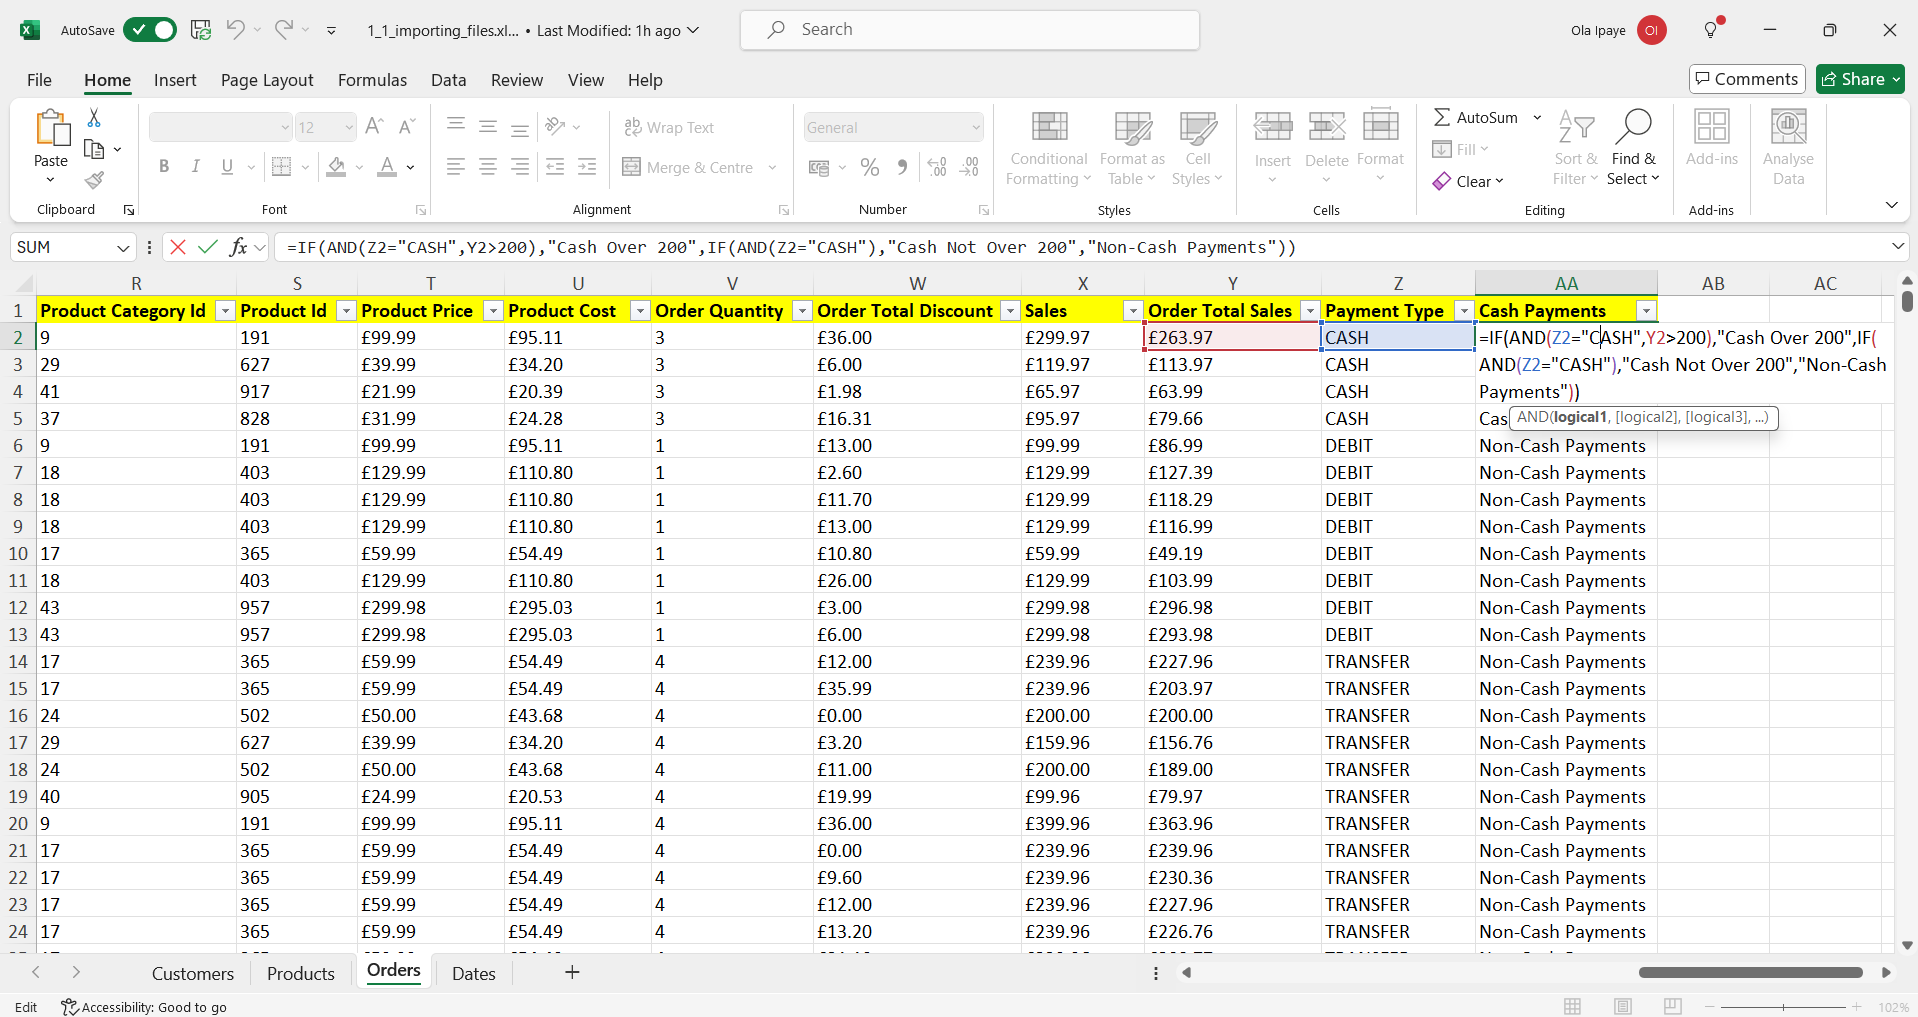 AutoSave 1_1_importing_files.xl... • Last Modified: 1h ago Search Ola Ipaye OI
File Home Insert Page Layout Formulas Data Review View Help Comments Share
Paste 12 Wrap Text General Conditional Formatting Format as Table Cell Styles Insert Delete Format AutoSum Sort & Filter Find & Select Add-ins Analyse Data
B I U A Merge & Centre % Fill Clear
Clipboard Font Alignment Number Styles Cells Editing Add-ins
SUM fx =IF(AND(Z2="CASH",Y2>200),"Cash Over 200",IF(AND(Z2="CASH"),"Cash Not Over 200","Non-Cash Payments"))
R S T U V W X Y Z AA AB AC
1 Product Category Id Product Id Product Price Product Cost Order Quantity Order Total Discount Sales Order Total Sales Payment Type Cash Payments
2 9 191 £99.99 £95.11 3 £36.00 £299.97 £263.97 CASH =IF(AND(Z2="CASH",Y2>200),"Cash Over 200",IF(
3 29 627 £39.99 £34.20 3 £6.00 £119.97 £113.97 CASH AND(Z2="CASH"),"Cash Not Over 200","Non-Cash
4 41 917 £21.99 £20.39 3 £1.98 £65.97 £63.99 CASH Payments"))
5 37 828 £31.99 £24.28 3 £16.31 £95.97 £79.66 CASH Cas AND(logical1, [logical2], [logical3], ...)
6 9 191 £99.99 £95.11 1 £13.00 £99.99 £86.99 DEBIT Non-Cash Payments
7 18 403 £129.99 £110.80 1 £2.60 £129.99 £127.39 DEBIT Non-Cash Payments
8 18 403 £129.99 £110.80 1 £11.70 £129.99 £118.29 DEBIT Non-Cash Payments
9 18 403 £129.99 £110.80 1 £13.00 £129.99 £116.99 DEBIT Non-Cash Payments
10 17 365 £59.99 £54.49 1 £10.80 £59.99 £49.19 DEBIT Non-Cash Payments
11 18 403 £129.99 £110.80 1 £26.00 £129.99 £103.99 DEBIT Non-Cash Payments
12 43 957 £299.98 £295.03 1 £3.00 £299.98 £296.98 DEBIT Non-Cash Payments
13 43 957 £299.98 £295.03 1 £6.00 £299.98 £293.98 DEBIT Non-Cash Payments
14 17 365 £59.99 £54.49 4 £12.00 £239.96 £227.96 TRANSFER Non-Cash Payments
15 17 365 £59.99 £54.49 4 £35.99 £239.96 £203.97 TRANSFER Non-Cash Payments
16 24 502 £50.00 £43.68 4 £0.00 £200.00 £200.00 TRANSFER Non-Cash Payments
17 29 627 £39.99 £34.20 4 £3.20 £159.96 £156.76 TRANSFER Non-Cash Payments
18 24 502 £50.00 £43.68 4 £11.00 £200.00 £189.00 TRANSFER Non-Cash Payments
19 40 905 £24.99 £20.53 4 £19.99 £99.96 £79.97 TRANSFER Non-Cash Payments
20 9 191 £99.99 £95.11 4 £36.00 £399.96 £363.96 TRANSFER Non-Cash Payments
21 17 365 £59.99 £54.49 4 £0.00 £239.96 £239.96 TRANSFER Non-Cash Payments
22 17 365 £59.99 £54.49 4 £9.60 £239.96 £230.36 TRANSFER Non-Cash Payments
23 17 365 £59.99 £54.49 4 £12.00 £239.96 £227.96 TRANSFER Non-Cash Payments
24 17 365 £59.99 £54.49 4 £13.20 £239.96 £226.76 TRANSFER Non-Cash Payments
Customers Products Orders Dates
Edit Accessibility: Good to go 102%